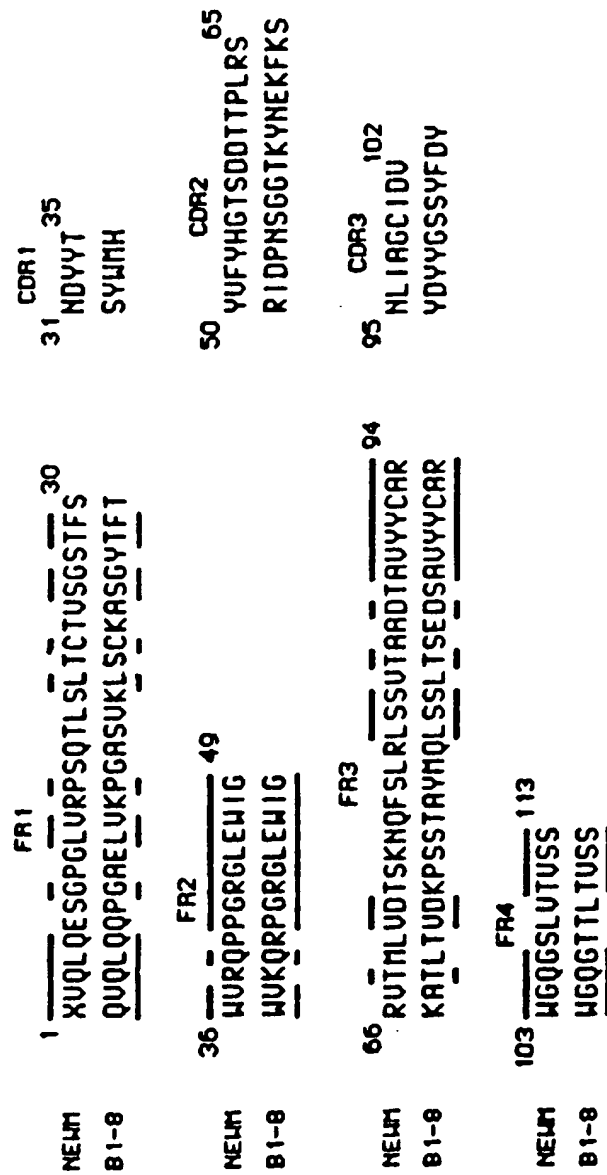 FR1 CDR1
1 30 31 35
NEWM XVQLQESGPGLVRPSQTLSLTCTVSGSTFS NDYYT
B1-8 QVQLQQPGAELVKPGASVKLSCKASGYTFT SYWMH
FR2 CDR2
36 49 50 65
NEWM WVRQPPGRGLEWIG YVFYHGTSDDTTPLRS
B1-8 WVKQRPGRGLEWIG RIDPNSGGTKYNEKFKS
FR3 CDR3
66 94 95 102
NEWM RVTMLVDTSKNQFSLRLSSVTAADTAVYYCAR NLIAGCIDV
B1-8 KATLTVDKPSSTAYMQLSSLTSEDSAVYYCAR YDYYGSSYFDY
FR4
103 113
NEWM WGQGSLVTVSS
B1-8 WGQGTTLTVSS